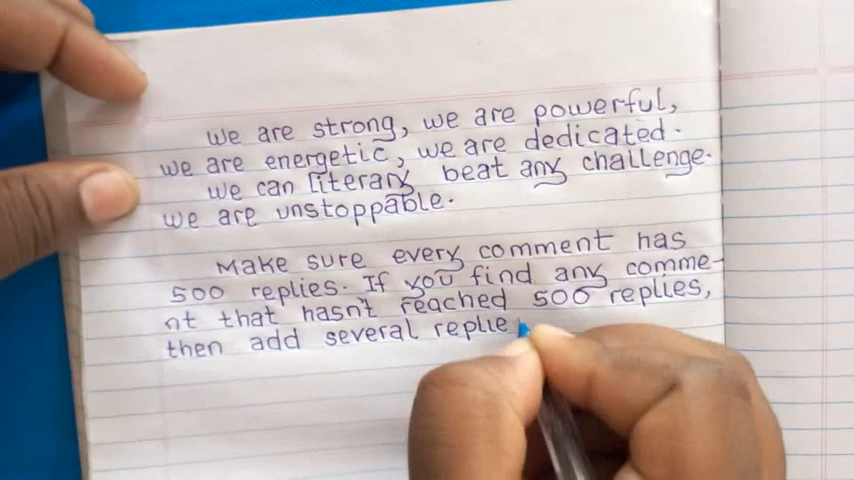 we are strong, we are powerful,
we are energetic, we are dedicated.
we can literary beat any challenge.
we are unstoppable.
Make sure every comment has
500 replies. If you find any comme-
nt that hasn't reached 500 replies,
then add several replie